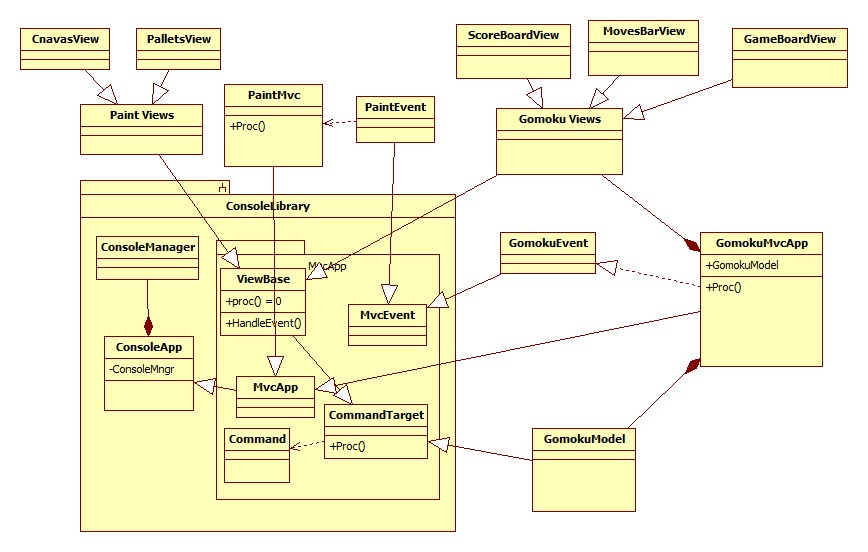 CnavasView
PalletsView
ScoreBoardView
MovesBarView
GameBoardView
Paint Views
PaintMvc
+Proc()
PaintEvent
Gomoku Views
ConsoleLibrary
ConsoleManager
MvcApp
ViewBase
+proc() = 0
+HandleEvent()
GomokuEvent
GomokuMvcApp
+GomokuModel
+Proc()
MvcEvent
ConsoleApp
-ConsoleMngr
MvcApp
CommandTarget
+Proc()
Command
GomokuModel